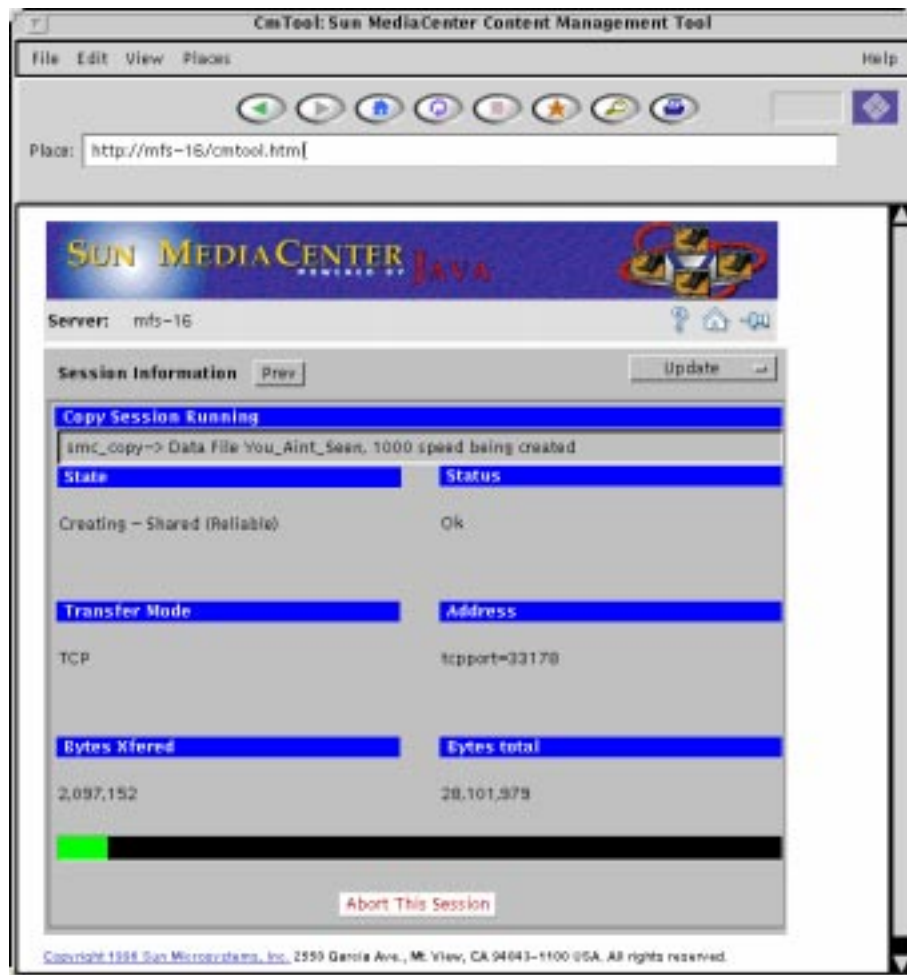 CmTool: Sun MediaCenter Content Management Tool
File Edit View Places Help
Place: http://mfs-16/cmtool.html
SUN MEDIACENTER
POWERED BY JAVA
Server: mfs-16
Session Information Prev Update
Copy Session Running
smc_copy-> Data File You_Aint_Seen, 1000 speed being created
State Status
Creating - Shared (Reliable) Ok
Transfer Mode Address
TCP tcpport=33178
Bytes Xfered Bytes total
2,097,152 28,101,979
Abort This Session
Copyright 1996 Sun Microsystems, Inc. 2550 Garcia Ave., Mt. View, CA 94043-1100 USA. All rights reserved.